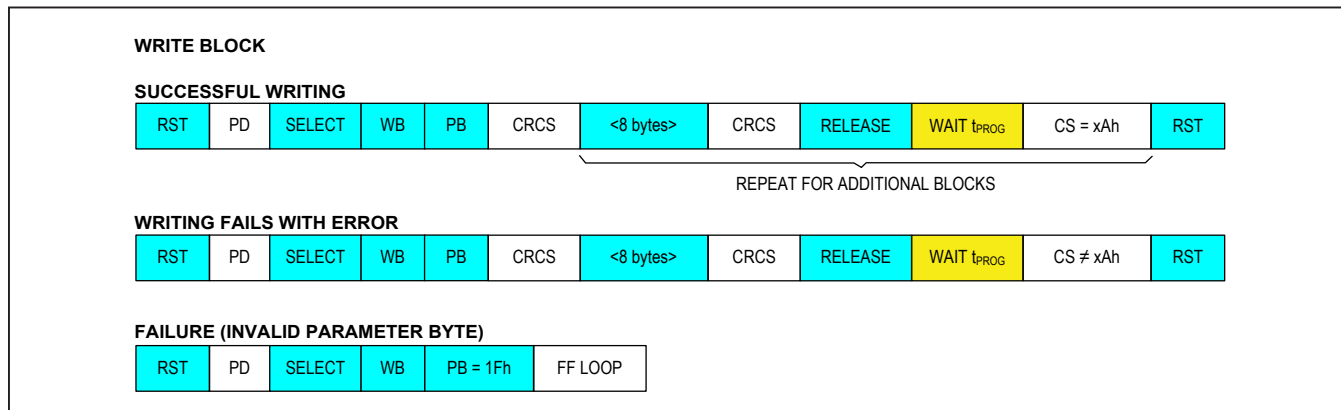 WRITE BLOCK
SUCCESSFUL WRITING
RST PD SELECT WB PB CRCS <8 bytes> CRCS RELEASE WAIT tPROG CS = xAh RST
REPEAT FOR ADDITIONAL BLOCKS
WRITING FAILS WITH ERROR
RST PD SELECT WB PB CRCS <8 bytes> CRCS RELEASE WAIT tPROG CS ≠ xAh RST
FAILURE (INVALID PARAMETER BYTE)
RST PD SELECT WB PB = 1Fh FF LOOP